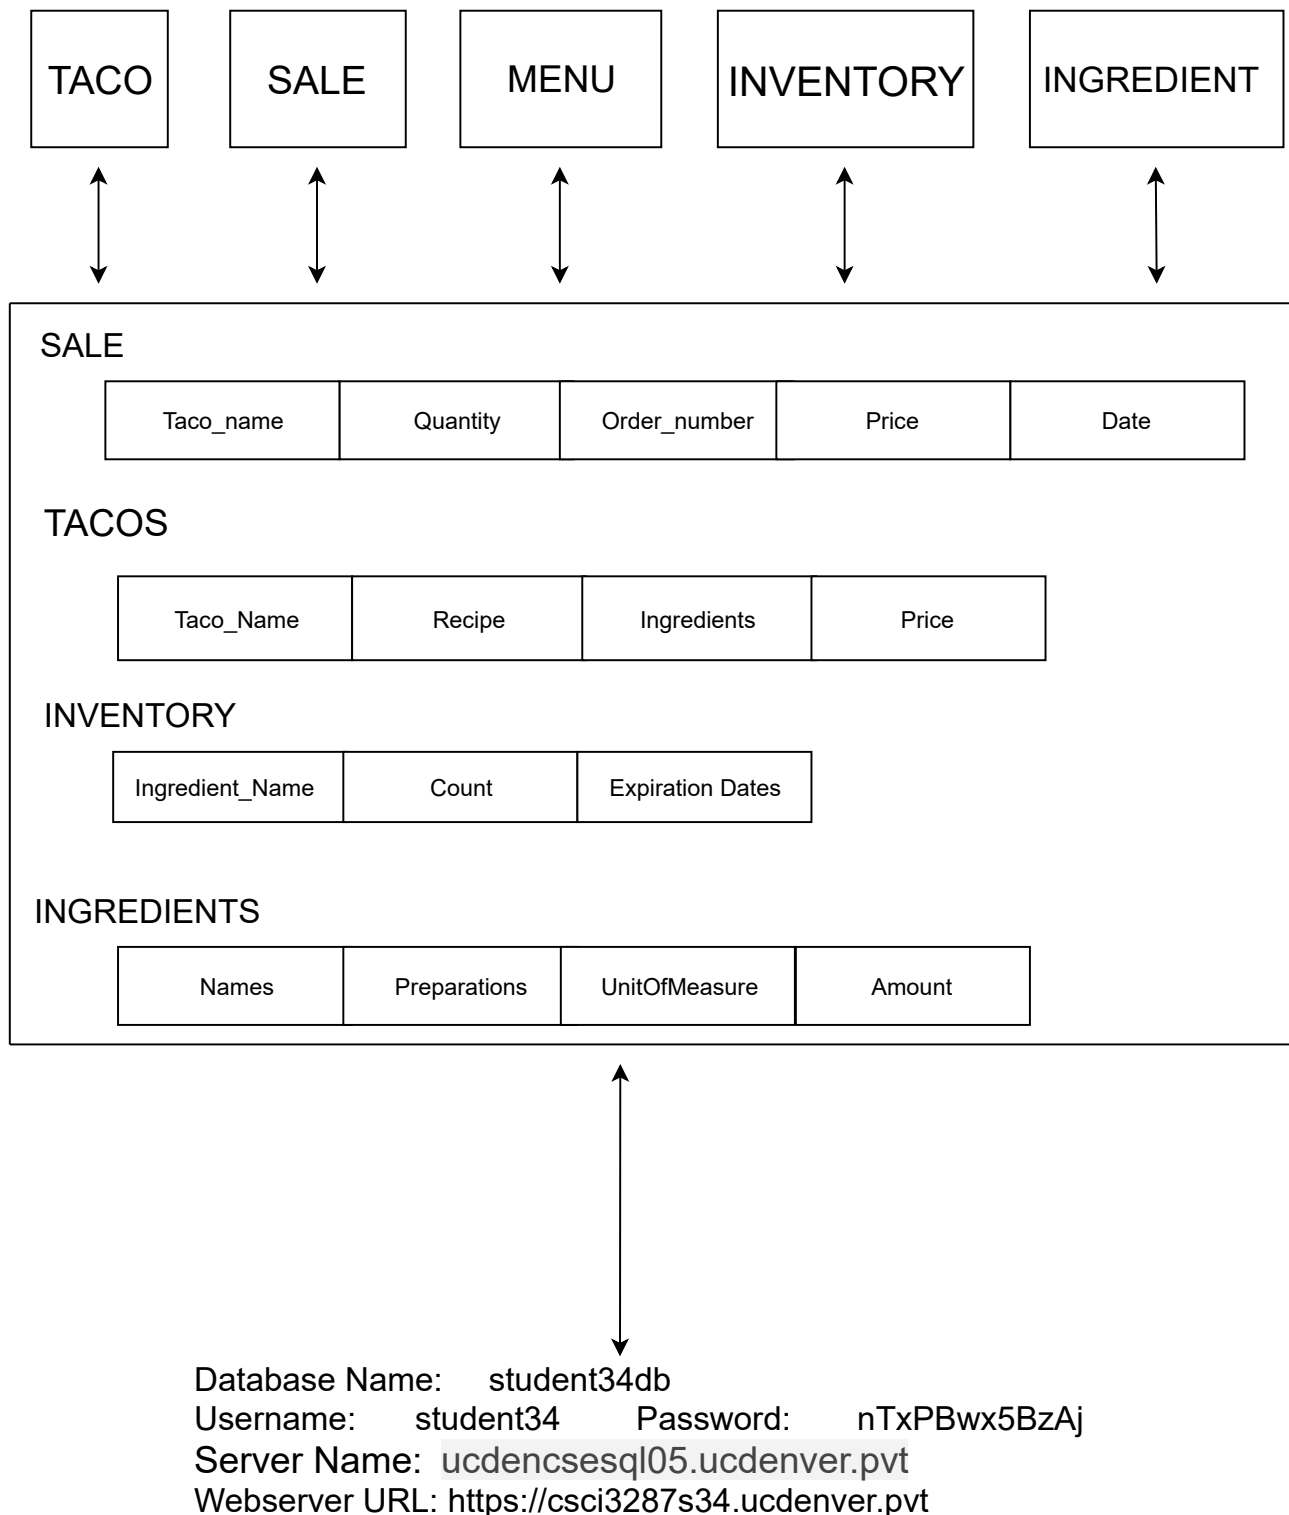 TACO SALE MENU INVENTORY INGREDIENT
SALE
Taco_name Quantity Order_number Price Date
TACOS
Taco_Name Recipe Ingredients Price
INVENTORY
Ingredient_Name Count Expiration Dates
INGREDIENTS
Names Preparations UnitOfMeasure Amount
Database Name: student34db
Username: student34 Password: nTxPBwx5BzAj
Server Name: ucdencsesql05.ucdenver.pvt
Webserver URL: https://csci3287s34.ucdenver.pvt